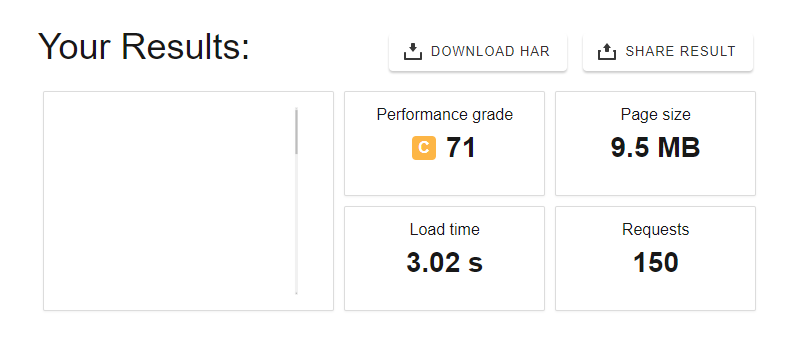 Your Results:
DOWNLOAD HAR
SHARE RESULT
Performance grade
C 71
Page size
9.5 MB
Load time
3.02 s
Requests
150